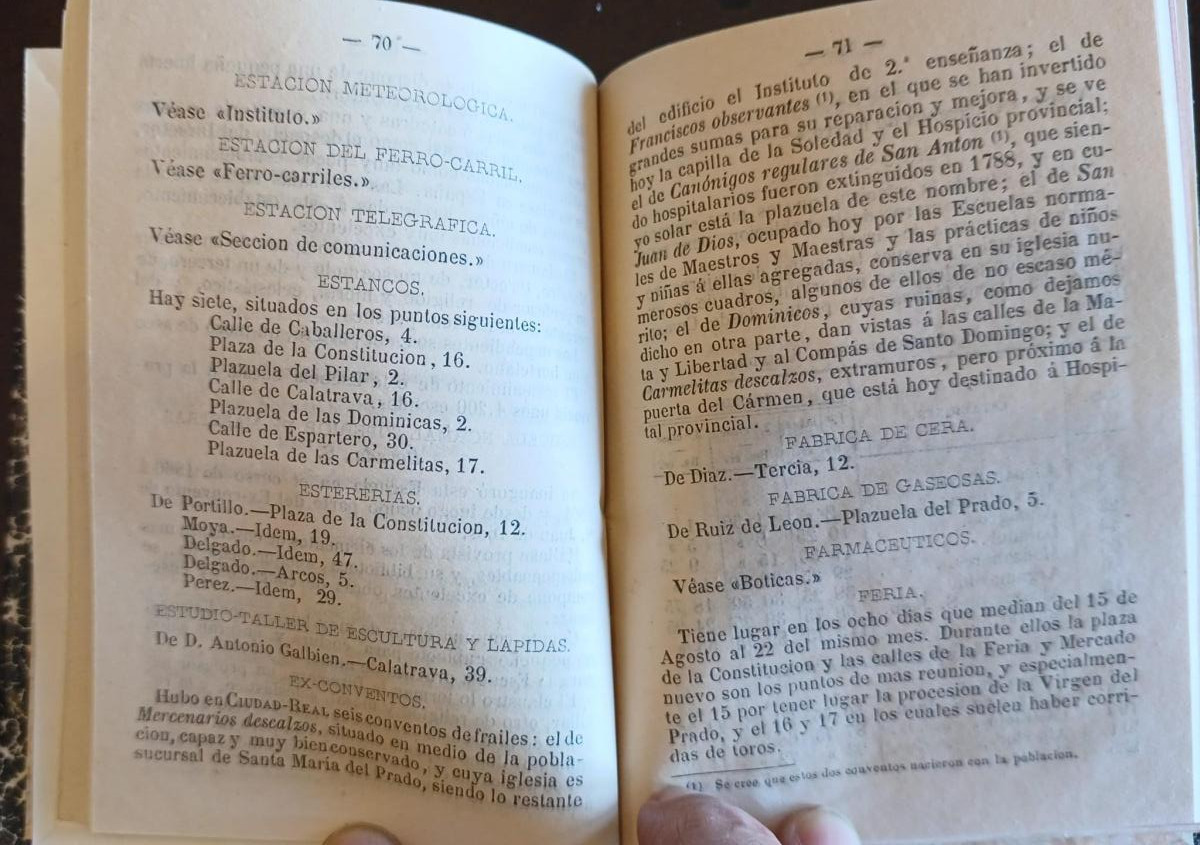 — 70 —
ESTACION METEOROLOGICA.
Véase «Instituto.»
ESTACION DEL FERRO-CARRIL.
Véase «Ferro-carriles.»
ESTACION TELEGRAFICA.
Véase «Seccion de comunicaciones.»
ESTANCOS.
Hay siete, situados en los puntos siguientes:
Calle de Caballeros, 4.
Plaza de la Constitucion, 16.
Plazuela del Pilar, 2.
Calle de Calatrava, 16.
Plazuela de las Dominicas, 2.
Calle de Espartero, 30.
Plazuela de las Carmelitas, 17.
ESTERERIAS.
De Portillo.—Plaza de la Constitucion, 12.
Moya.—Idem, 19.
Delgado.—Idem, 47.
Delgado.—Arcos, 5.
Perez.—Idem, 29.
ESTUDIO-TALLER DE ESCULTURA Y LAPIDAS.
De D. Antonio Galbien.—Calatrava, 39.
EX-CONVENTOS.
Hubo en CIUDAD-REAL seis conventos de frailes: el de
Mercenarios descalzos, situado en medio de la pobla-
cion, capaz y muy bien conservado, y cuya iglesia es
sucursal de Santa Maria del Prado, siendo lo restante
— 71 —
del edificio el Instituto de 2.ª enseñanza; el de
Franciscos observantes (1), en el que se han invertido
grandes sumas para su reparacion y mejora, y se ve
hoy la capilla de la Soledad y el Hospicio provincial;
el de Canónigos regulares de San Anton (1), que sien-
do hospitalarios fueron extinguidos en 1788, y en cu-
yo solar está la plazuela de este nombre; el de San
Juan de Dios, ocupado hoy por las Escuelas norma-
les de Maestros y Maestras y las prácticas de niños
y niñas á ellas agregadas, conserva en su iglesia nu-
merosos cuadros, algunos de ellos de no escaso mé-
rito; el de Dominicos, cuyas ruinas, como dejamos
dicho en otra parte, dan vistas á las calles de la Ma-
ta y Libertad y al Compás de Santo Domingo; y el de
Carmelitas descalzos, extramuros, pero próximo á la
puerta del Cármen, que está hoy destinado á Hospi-
tal provincial.
FABRICA DE CERA.
De Diaz.—Tercia, 12.
FABRICA DE GASEOSAS.
De Ruiz de Leon.—Plazuela del Prado, 5.
FARMACEUTICOS.
Véase «Boticas.»
FERIA.
Tiene lugar en los ocho dias que median del 15 de
Agosto al 22 del mismo mes. Durante ellos la plaza
de la Constitucion y las calles de la Feria y Mercado
nuevo son los puntos de mas reunion, y especialmen-
te el 15 por tener lugar la procesion de la Virgen del
Prado, y el 16 y 17 en los cuales suelen haber corri-
das de toros.
(1) Se cree que estos dos conventos nacieron con la poblacion.